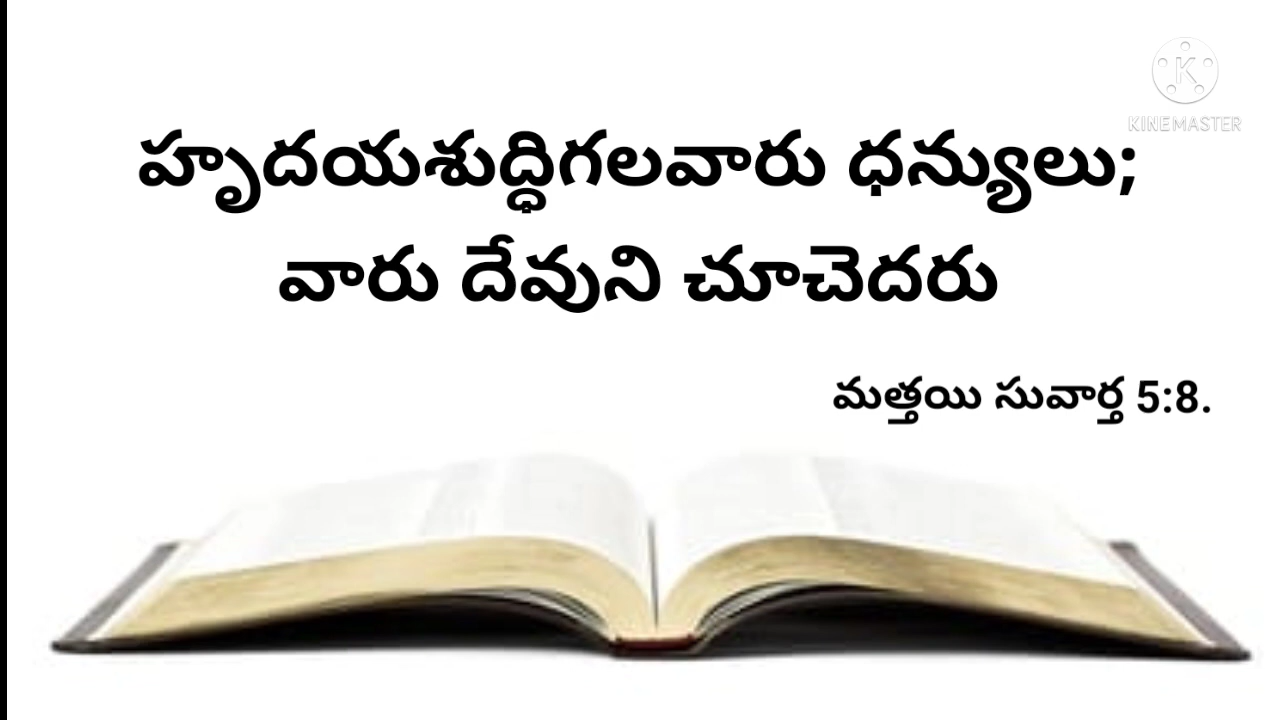 K
KINEMASTER
హృదయశుద్ధిగలవారు ధన్యులు;
వారు దేవుని చూచెదరు
మత్తయి సువార్త 5:8.